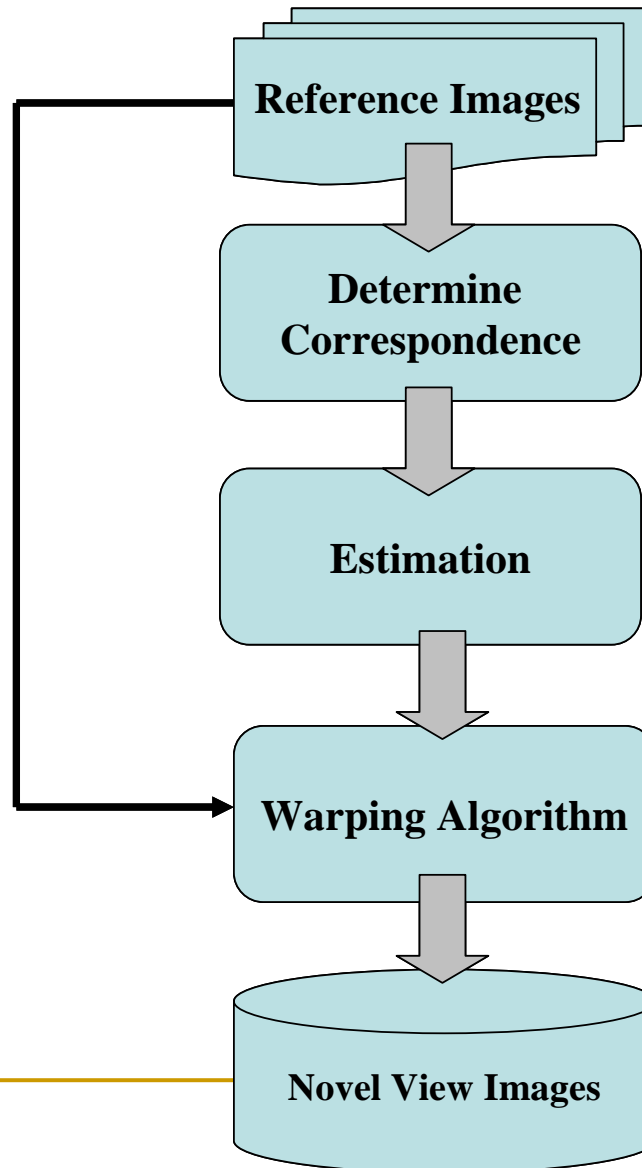 Reference Images
Determine
Correspondence
Estimation
Warping Algorithm
Novel View Images